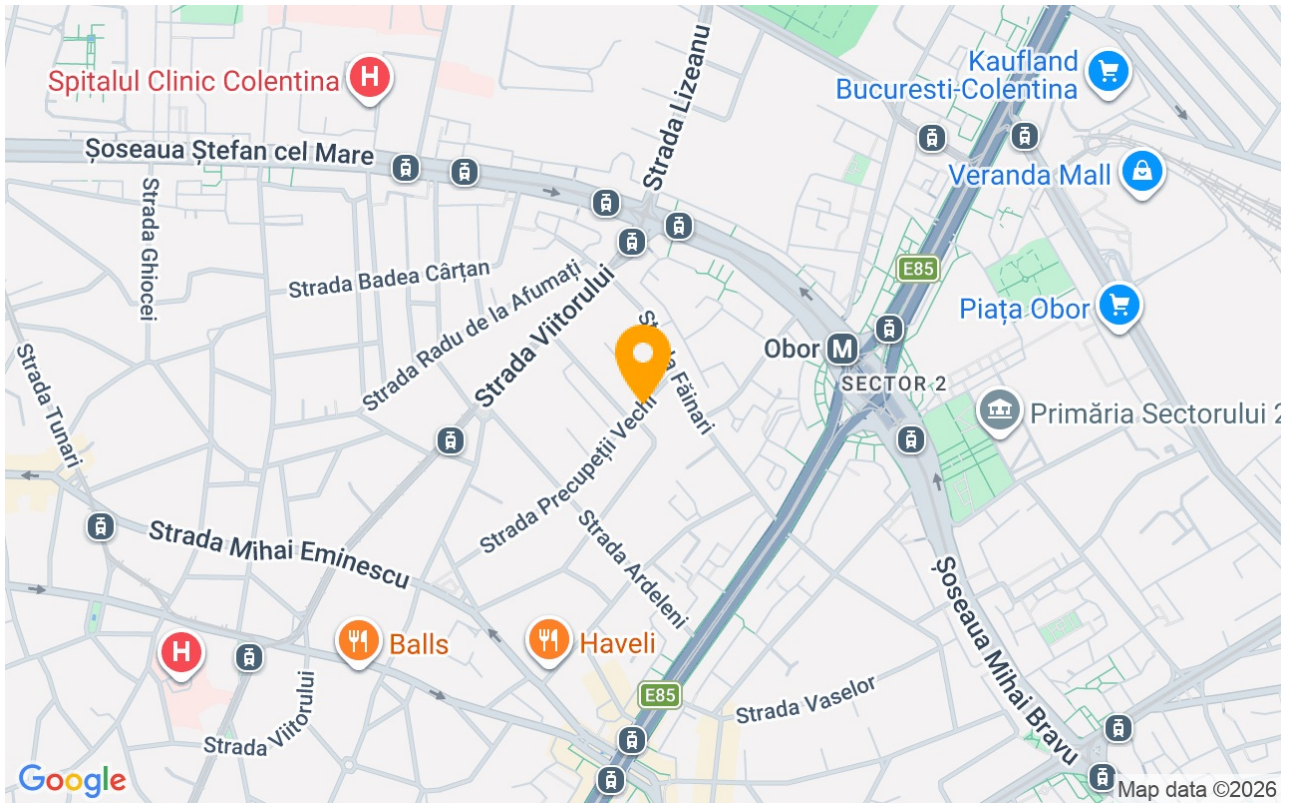 Kaufland
Bucuresti-Colentina
Spitalul Clinic Colentina
H
Strada Lizeanu
Șoseaua Ștefan cel Mare
Veranda Mall
Strada Ghiocei
Strada Badea Cârțan
Strada Radu de la Afumați
Strada Viitorului
E85
Piața Obor
Obor
M
SECTOR 2
Primăria Sectorului 2
Strada Tunari
Făinari
Strada Precupeții Vechi
Strada Ardeleni
Strada Mihai Eminescu
Șoseaua Mihai Bravu
Balls
Haveli
H
E85
Strada Vaselor
Strada Viitorului
Google
Map data ©2026